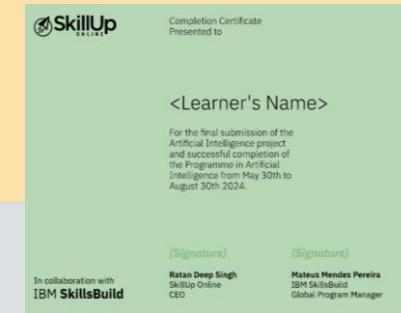 SkillUp
ONLINE
Completion Certificate
Presented to
<Learner's Name>
For the final submission of the
Artificial Intelligence project
and successful completion of
the Programme in Artificial
Intelligence from May 30th to
August 30th 2024.
(Signature)
Ratan Deep Singh
SkillUp Online
CEO
(Signature)
Mateus Mendes Pereira
IBM SkillsBuild
Global Program Manager
In collaboration with
IBM SkillsBuild